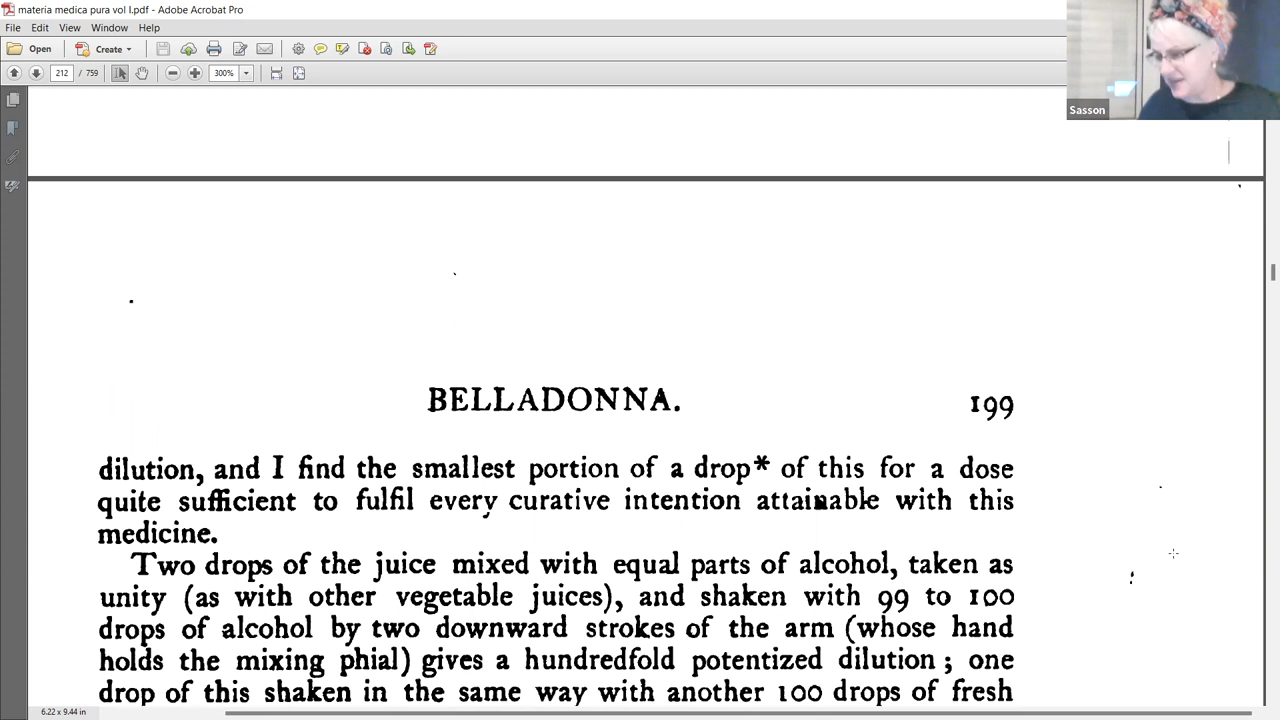 materia medica pura vol I.pdf - Adobe Acrobat Pro
File Edit View Window Help
Open Create
212 / 759 300%
Sasson
BELLADONNA. 199
dilution, and I find the smallest portion of a drop* of this for a dose
quite sufficient to fulfil every curative intention attainable with this
medicine.
Two drops of the juice mixed with equal parts of alcohol, taken as
unity (as with other vegetable juices), and shaken with 99 to 100
drops of alcohol by two downward strokes of the arm (whose hand
holds the mixing phial) gives a hundredfold potentized dilution ; one
drop of this shaken in the same way with another 100 drops of fresh
6.22 x 9.44 in